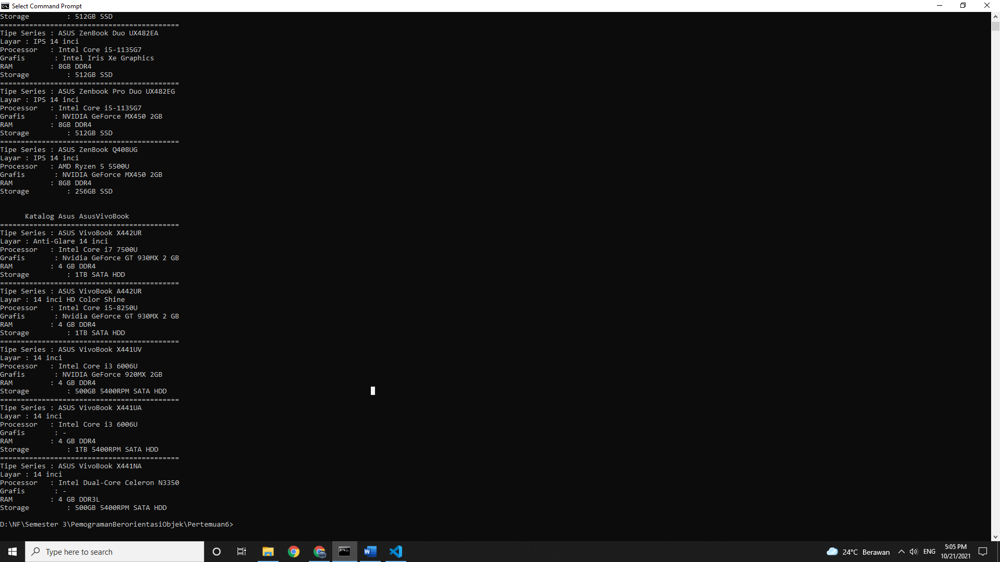 Select Command Prompt
Storage         : 512GB SSD
===========================================
Tipe Series : ASUS ZenBook Duo UX482EA
Layar : IPS 14 inci
Processor   : Intel Core i5-1135G7
Grafis       : Intel Iris Xe Graphics
RAM         : 8GB DDR4
Storage         : 512GB SSD
===========================================
Tipe Series : ASUS Zenbook Pro Duo UX482EG
Layar : IPS 14 inci
Processor   : Intel Core i5-1135G7
Grafis       : NVIDIA GeForce MX450 2GB
RAM         : 8GB DDR4
Storage         : 512GB SSD
===========================================
Tipe Series : ASUS ZenBook Q408UG
Layar : IPS 14 inci
Processor   : AMD Ryzen 5 5500U
Grafis       : NVIDIA GeForce MX450 2GB
RAM         : 8GB DDR4
Storage         : 256GB SSD
Katalog Asus AsusVivoBook
===========================================
Tipe Series : ASUS VivoBook X442UR
Layar : Anti-Glare 14 inci
Processor   : Intel Core i7 7500U
Grafis       : Nvidia GeForce GT 930MX 2 GB
RAM         : 4 GB DDR4
Storage         : 1TB SATA HDD
===========================================
Tipe Series : ASUS VivoBook A442UR
Layar : 14 inci HD Color Shine
Processor   : Intel Core i5-8250U
Grafis       : Nvidia GeForce GT 930MX 2 GB
RAM         : 4 GB DDR4
Storage         : 1TB SATA HDD
===========================================
Tipe Series : ASUS VivoBook X441UV
Layar : 14 inci
Processor   : Intel Core i3 6006U
Grafis       : NVIDIA GeForce 920MX 2GB
RAM         : 4 GB DDR4
Storage         : 500GB 5400RPM SATA HDD
===========================================
Tipe Series : ASUS VivoBook X441UA
Layar : 14 inci
Processor   : Intel Core i3 6006U
Grafis       : -
RAM         : 4 GB DDR4
Storage         : 1TB 5400RPM SATA HDD
===========================================
Tipe Series : ASUS VivoBook X441NA
Layar : 14 inci
Processor   : Intel Dual-Core Celeron N3350
Grafis       : -
RAM         : 4 GB DDR3L
Storage         : 500GB 5400RPM SATA HDD
D:\NF\Semester 3\PemogramanBerorientasiObjek\Pertemuan6>
Type here to search
24°C Berawan
ENG
5:05 PM
10/21/2021